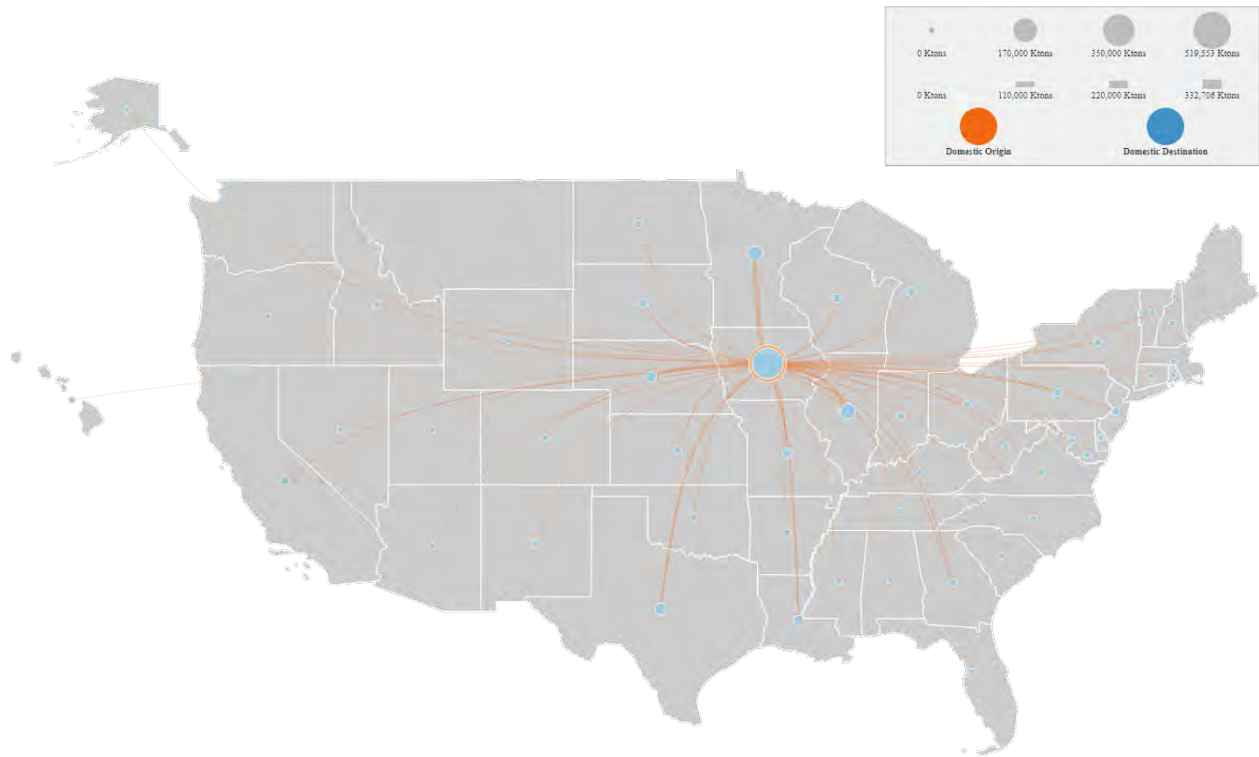 0 Ktons 170,000 Ktons 350,000 Ktons 519,553 Ktons
0 Ktons 110,000 Ktons 220,000 Ktons 332,706 Ktons
Domestic Origin Domestic Destination